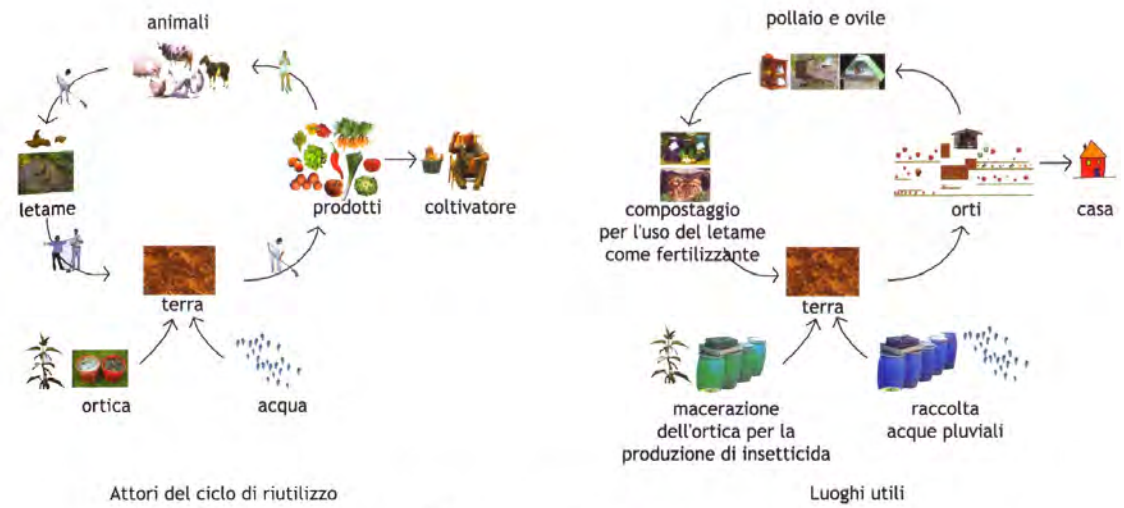 animali
letame
prodotti
coltivatore
terra
ortica
acqua
Attori del ciclo di riutilizzo
pollaio e ovile
compostaggio
per l'uso del letame
come fertilizzante
orti
casa
terra
macerazione
dell'ortica per la
produzione di insetticida
raccolta
acque pluviali
Luoghi utili